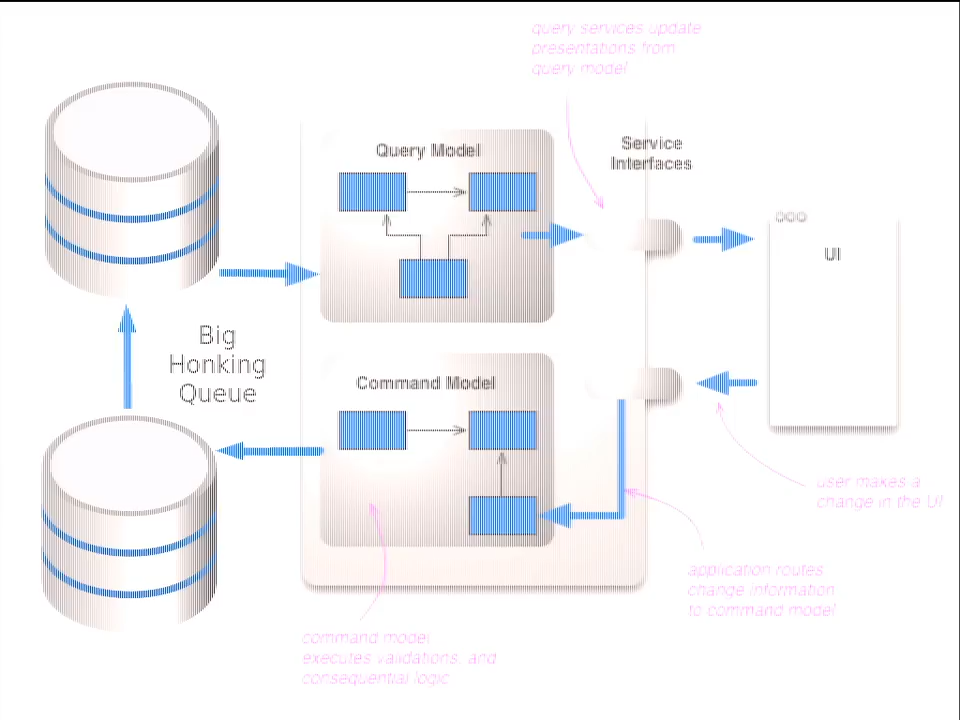 query services update
presentations from
query model
Query Model
Service
Interfaces
UI
Big
Honking
Queue
Command Model
user makes a
change in the UI
application routes
change information
to command model
command model
executes validations, and
consequential logic